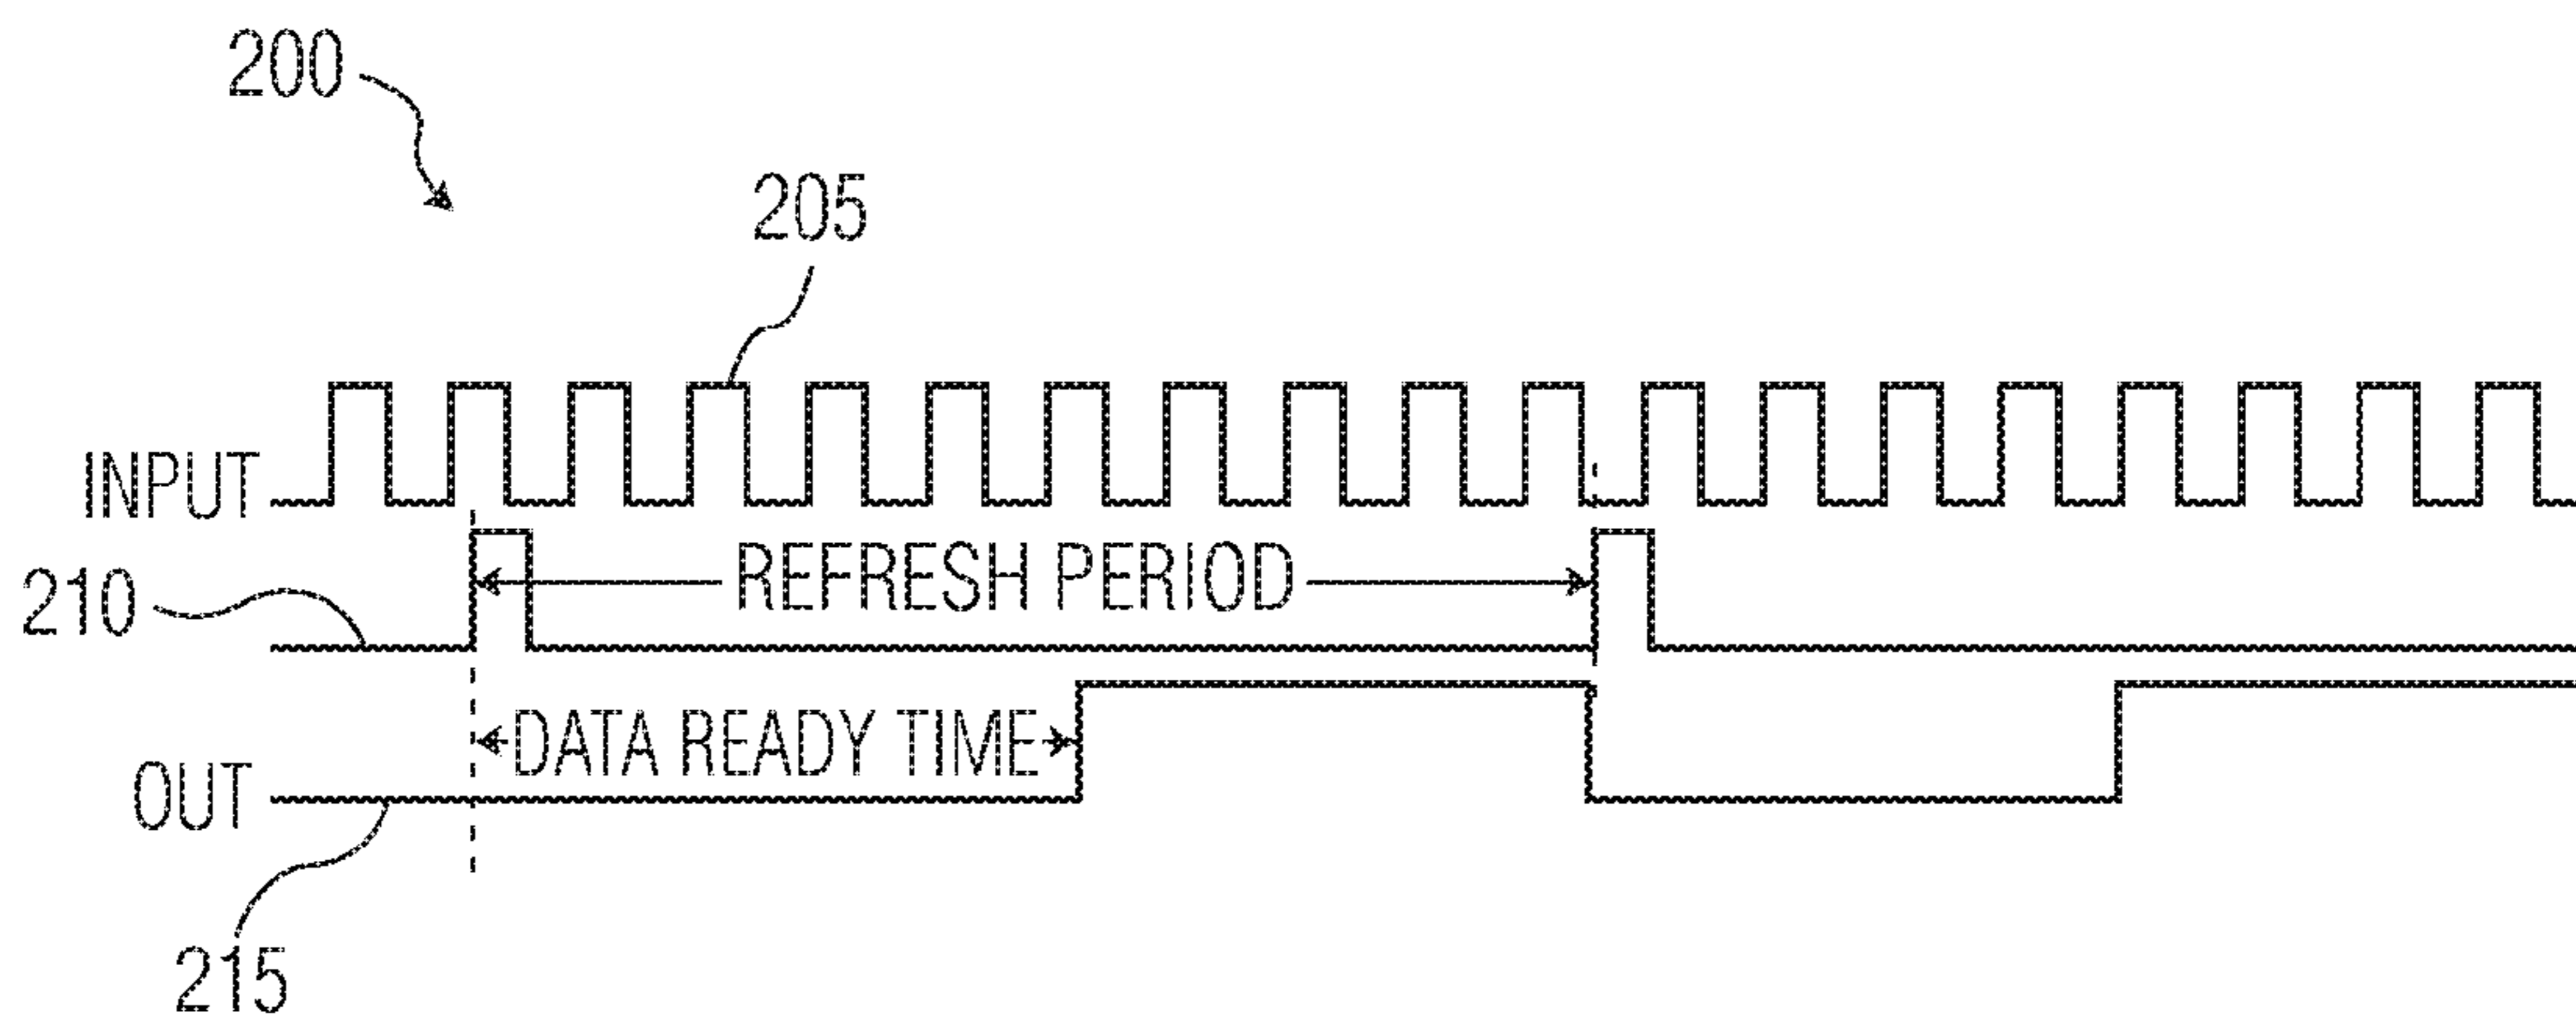 200
205
INPUT
210
REFRESH PERIOD
DATA READY TIME
OUT
215